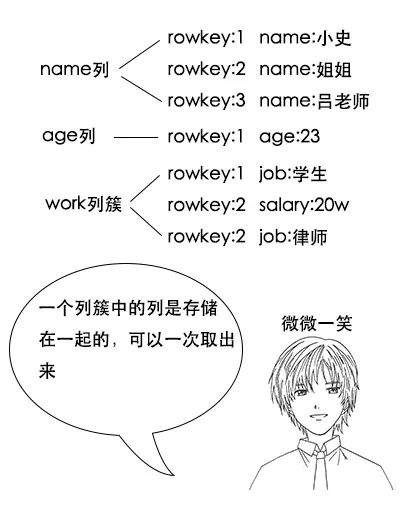 rowkey:1 name:小史
name列 rowkey:2 name:姐姐
rowkey:3 name:吕老师
age列 rowkey:1 age:23
rowkey:1 job:学生
work列簇 rowkey:2 salary:20w
rowkey:2 job:律师
一个列簇中的列是存储
在一起的，可以一次取出
来
微微一笑